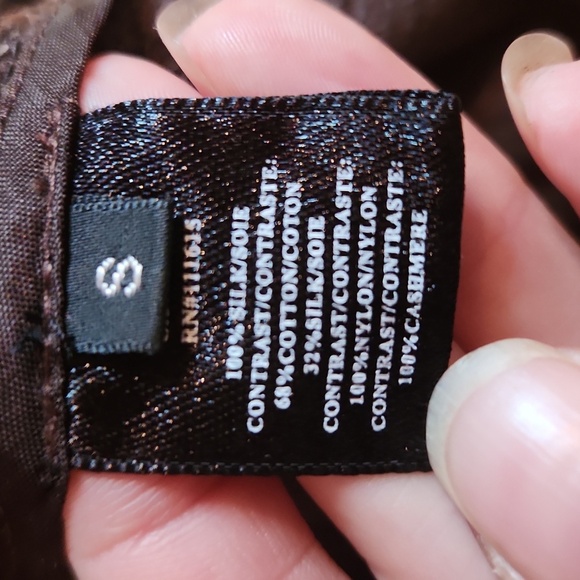 S
RN#111615
100% SILK/SOIE
CONTRAST/CONTRASTE:
68%COTTON/COTON
32%SILK/SOIE
CONTRAST/CONTRASTE:
100%NYLON/NYLON
CONTRAST/CONTRASTE:
100%CASHMERE